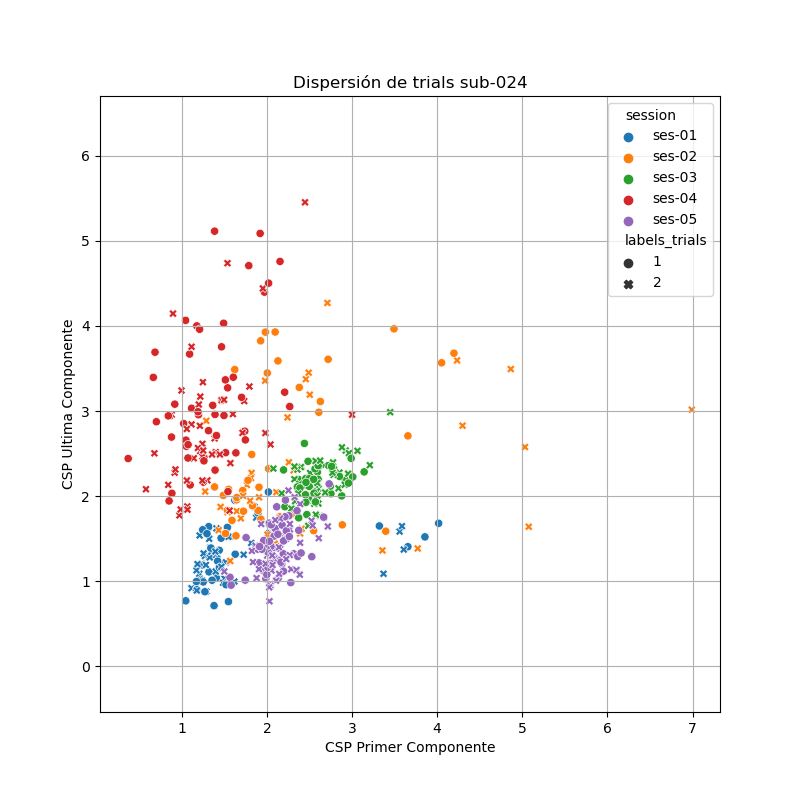 Dispersión de trials sub-024
session
ses-01
ses-02
ses-03
ses-04
ses-05
labels_trials
1
2
CSP Ultima Componente
6
5
4
3
2
1
0
1 2 3 4 5 6 7
CSP Primer Componente